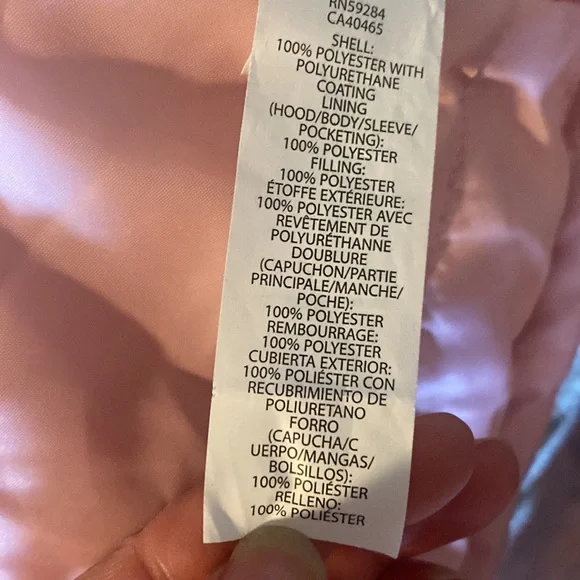 RN59284
CA40465
SHELL:
100% POLYESTER WITH
POLYURETHANE
COATING
LINING
(HOOD/BODY/SLEEVE/
POCKETING):
100% POLYESTER
FILLING:
100% POLYESTER
ÉTOFFE EXTÉRIEURE:
100% POLYESTER AVEC
REVÊTEMENT DE
POLYURÉTHANNE
DOUBLURE
(CAPUCHON/PARTIE
PRINCIPALE/MANCHE/
POCHE):
100% POLYESTER
REMBOURRAGE:
100% POLYESTER
CUBIERTA EXTERIOR:
100% POLIÉSTER CON
RECUBRIMIENTO DE
POLIURETANO
FORRO
(CAPUCHA/C
UERPO/MANGAS/
BOLSILLOS):
100% POLIÉSTER
RELLENO:
100% POLIÉSTER